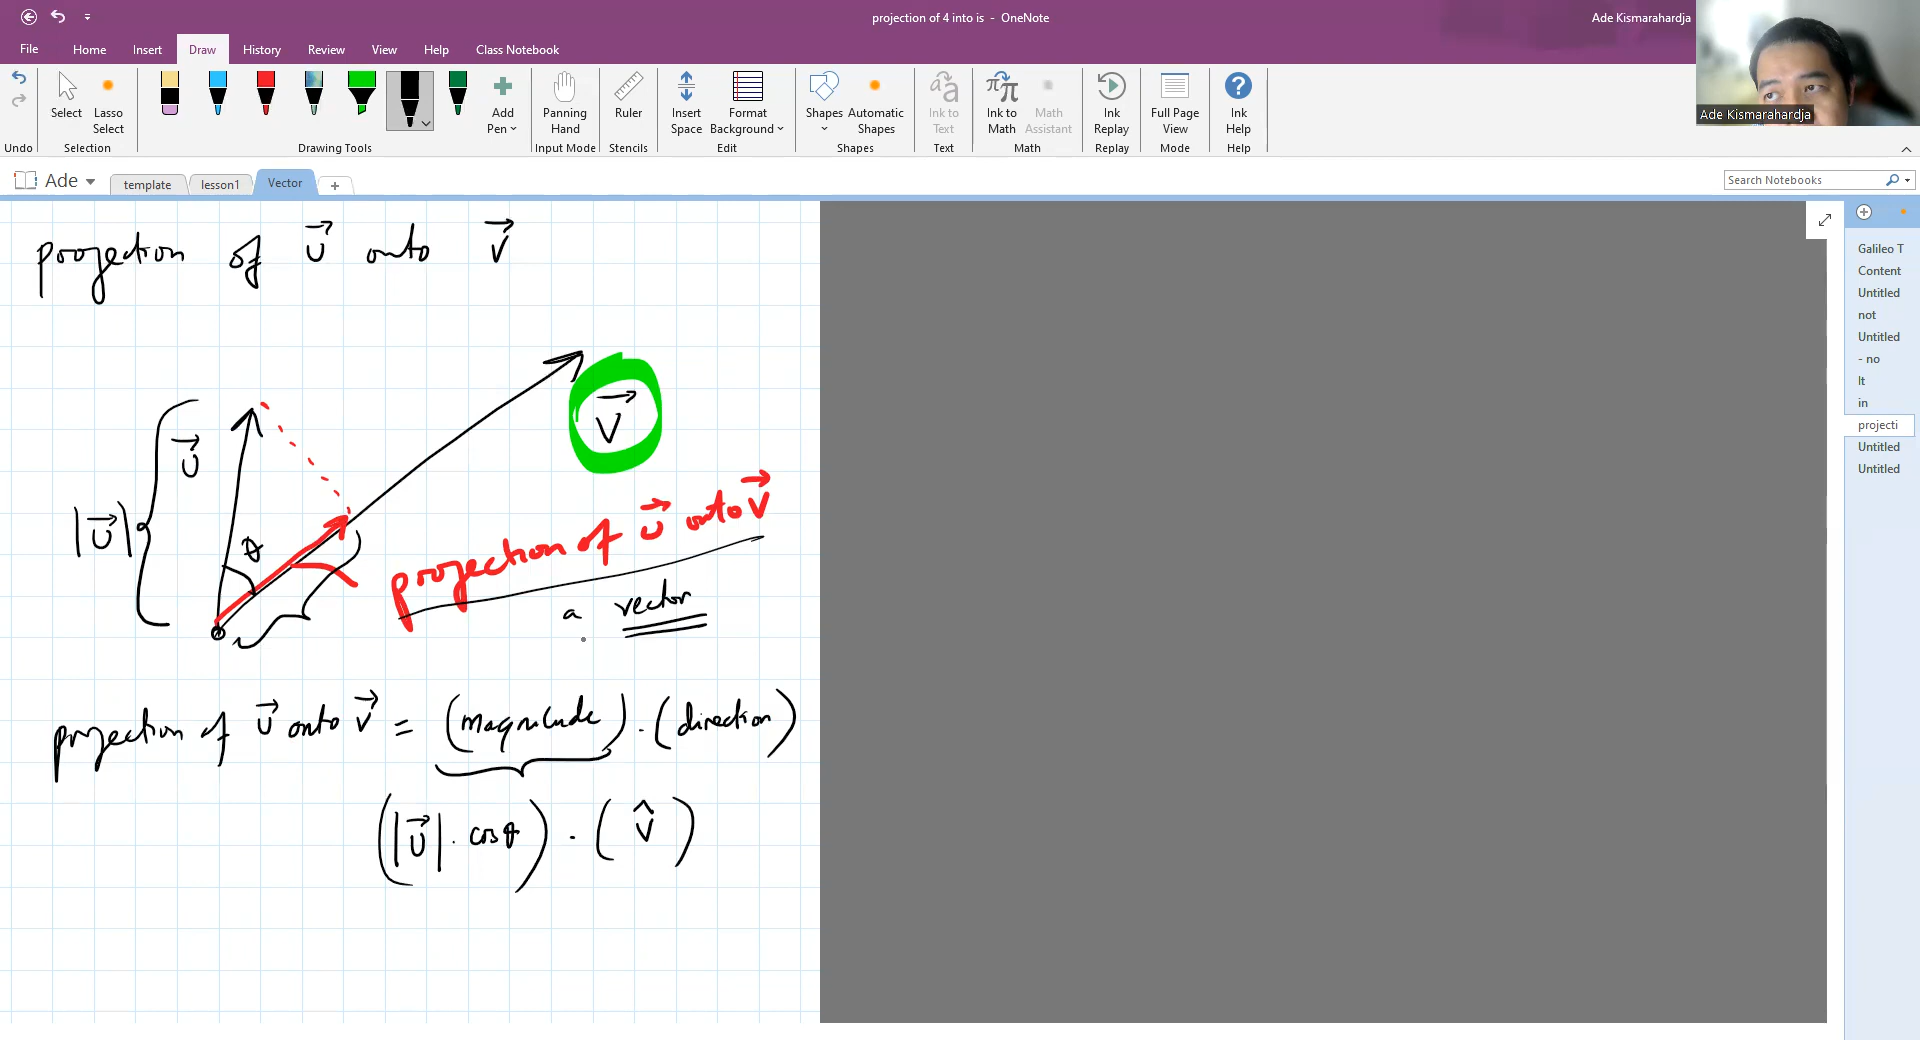 projection of 4 into is - OneNote
Ade Kismarahardja
File Home Insert Draw History Review View Help Class Notebook
Select
Lasso Select
Add Pen
Panning Hand
Ruler
Insert Space
Format Background
Shapes
Automatic Shapes
Ink to Text
Ink to Math
Math Assistant
Ink Replay
Full Page View
Ink Help
Ade Kismarahardja
Undo Selection Drawing Tools Input Mode Stencils Edit Shapes Text Math Replay Mode Help
Ade template lesson1 Vector
Search Notebooks
Galileo T
Content
Untitled
not
Untitled
- no
It
in
projecti
Untitled
Untitled
projection of u⃗ onto v⃗
v⃗
u⃗
|u⃗|
θ
projection of u⃗ onto v⃗
a vector
projection of u⃗ onto v⃗ = (magnitude) · (direction)
(|u⃗| · cosθ) · (v̂)